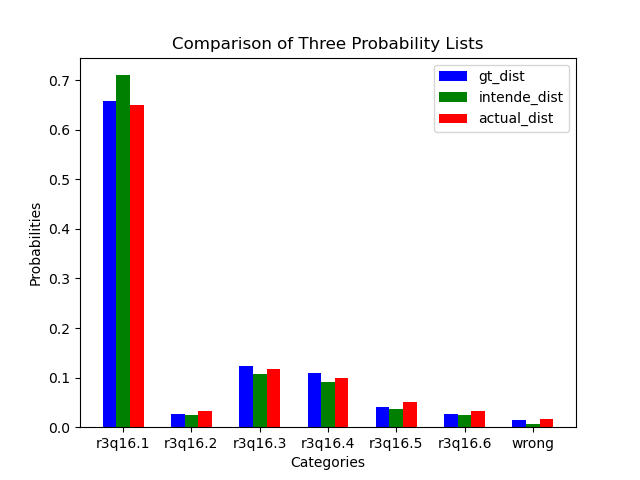 Comparison of Three Probability Lists
gt_dist
intende_dist
actual_dist
Probabilities
0.7
0.6
0.5
0.4
0.3
0.2
0.1
0.0
r3q16.1 r3q16.2 r3q16.3 r3q16.4 r3q16.5 r3q16.6 wrong
Categories